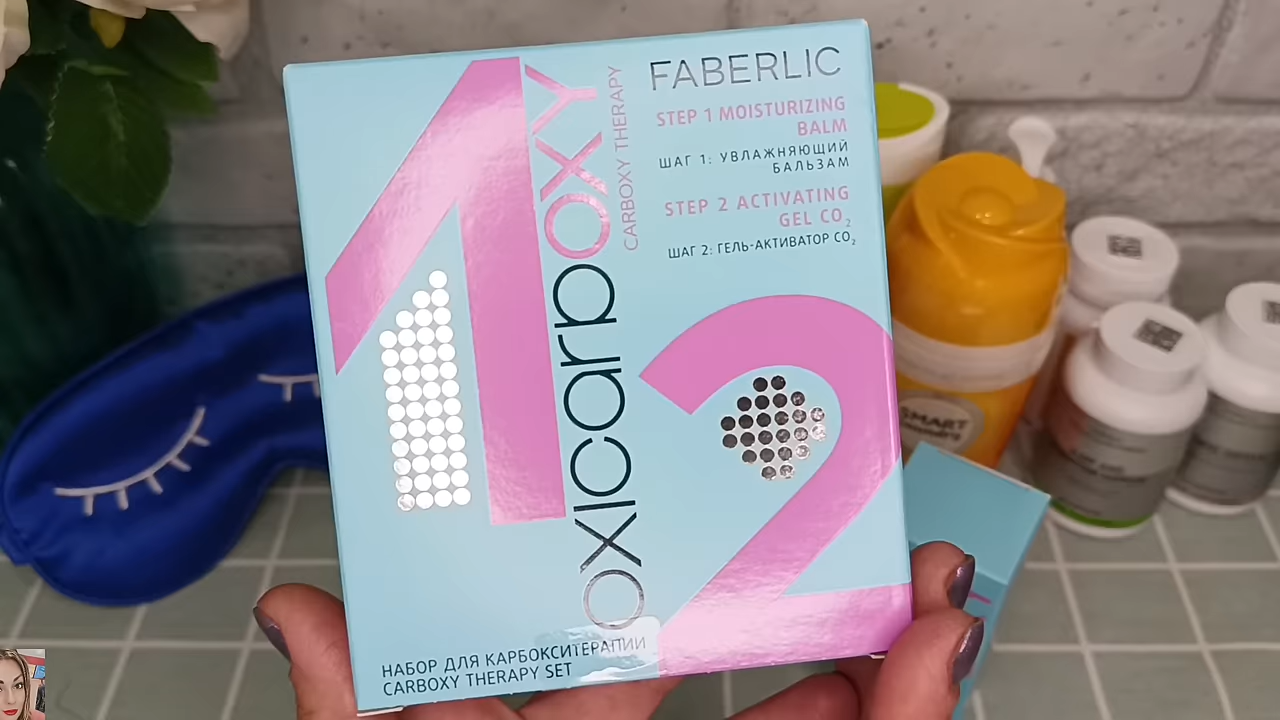 FABERLIC
STEP 1 MOISTURIZING
BALM
ШАГ 1: УВЛАЖНЯЮЩИЙ
БАЛЬЗАМ
STEP 2 ACTIVATING
GEL CO₂
ШАГ 2: ГЕЛЬ-АКТИВАТОР CO₂
1
oxicarpOXY
CARBOXY THERAPY
2
НАБОР ДЛЯ КАРБОКСИТЕРАПИИ
CARBOXY THERAPY SET
SMART